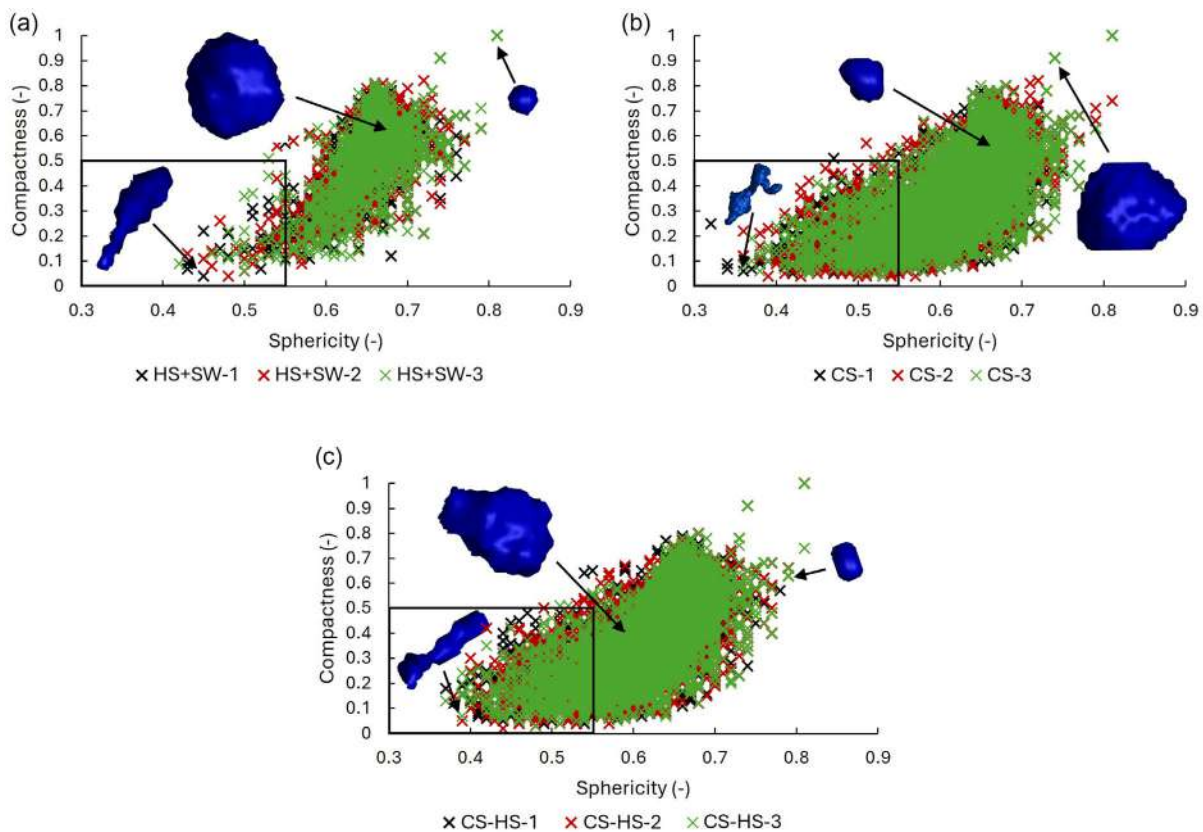 (a)
1
0.9
0.8
0.7
0.6
0.5
0.4
0.3
0.2
0.1
0
Compactness (-)
0.3 0.4 0.5 0.6 0.7 0.8 0.9
Sphericity (-)
× HS+SW-1 × HS+SW-2 × HS+SW-3
(b)
1
0.9
0.8
0.7
0.6
0.5
0.4
0.3
0.2
0.1
0
Compactness (-)
0.3 0.4 0.5 0.6 0.7 0.8 0.9
Sphericity (-)
× CS-1 × CS-2 × CS-3
(c)
1
0.9
0.8
0.7
0.6
0.5
0.4
0.3
0.2
0.1
0
Compactness (-)
0.3 0.4 0.5 0.6 0.7 0.8 0.9
Sphericity (-)
× CS-HS-1 × CS-HS-2 × CS-HS-3